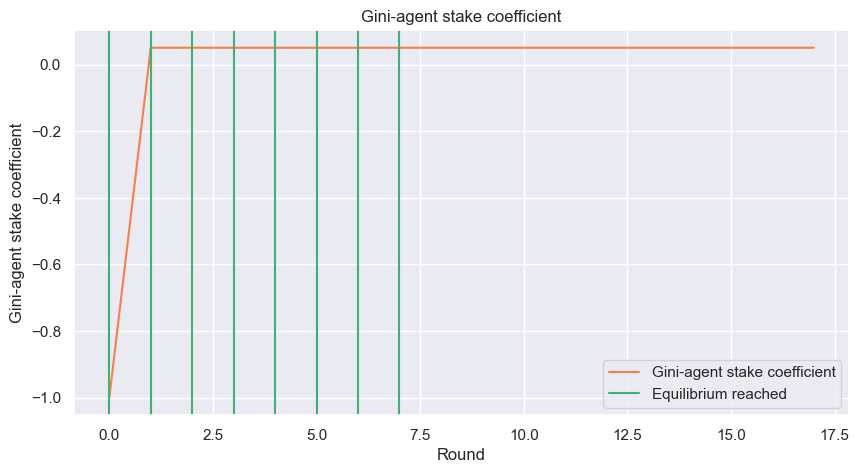 Gini-agent stake coefficient
Gini-agent stake coefficient
0.0
−0.2
−0.4
−0.6
−0.8
−1.0
Gini-agent stake coefficient
Equilibrium reached
0.0
2.5
5.0
7.5
10.0
12.5
15.0
17.5
Round